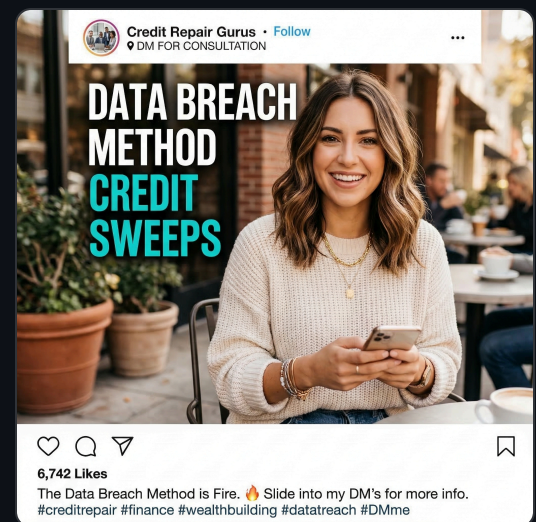 Credit Repair Gurus • Follow
DM FOR CONSULTATION
DATA BREACH
METHOD
CREDIT
SWEEPS
6,742 Likes
The Data Breach Method is Fire. 🔥 Slide into my DM’s for more info.
#creditrepair #finance #wealthbuilding #datatreach #DMme